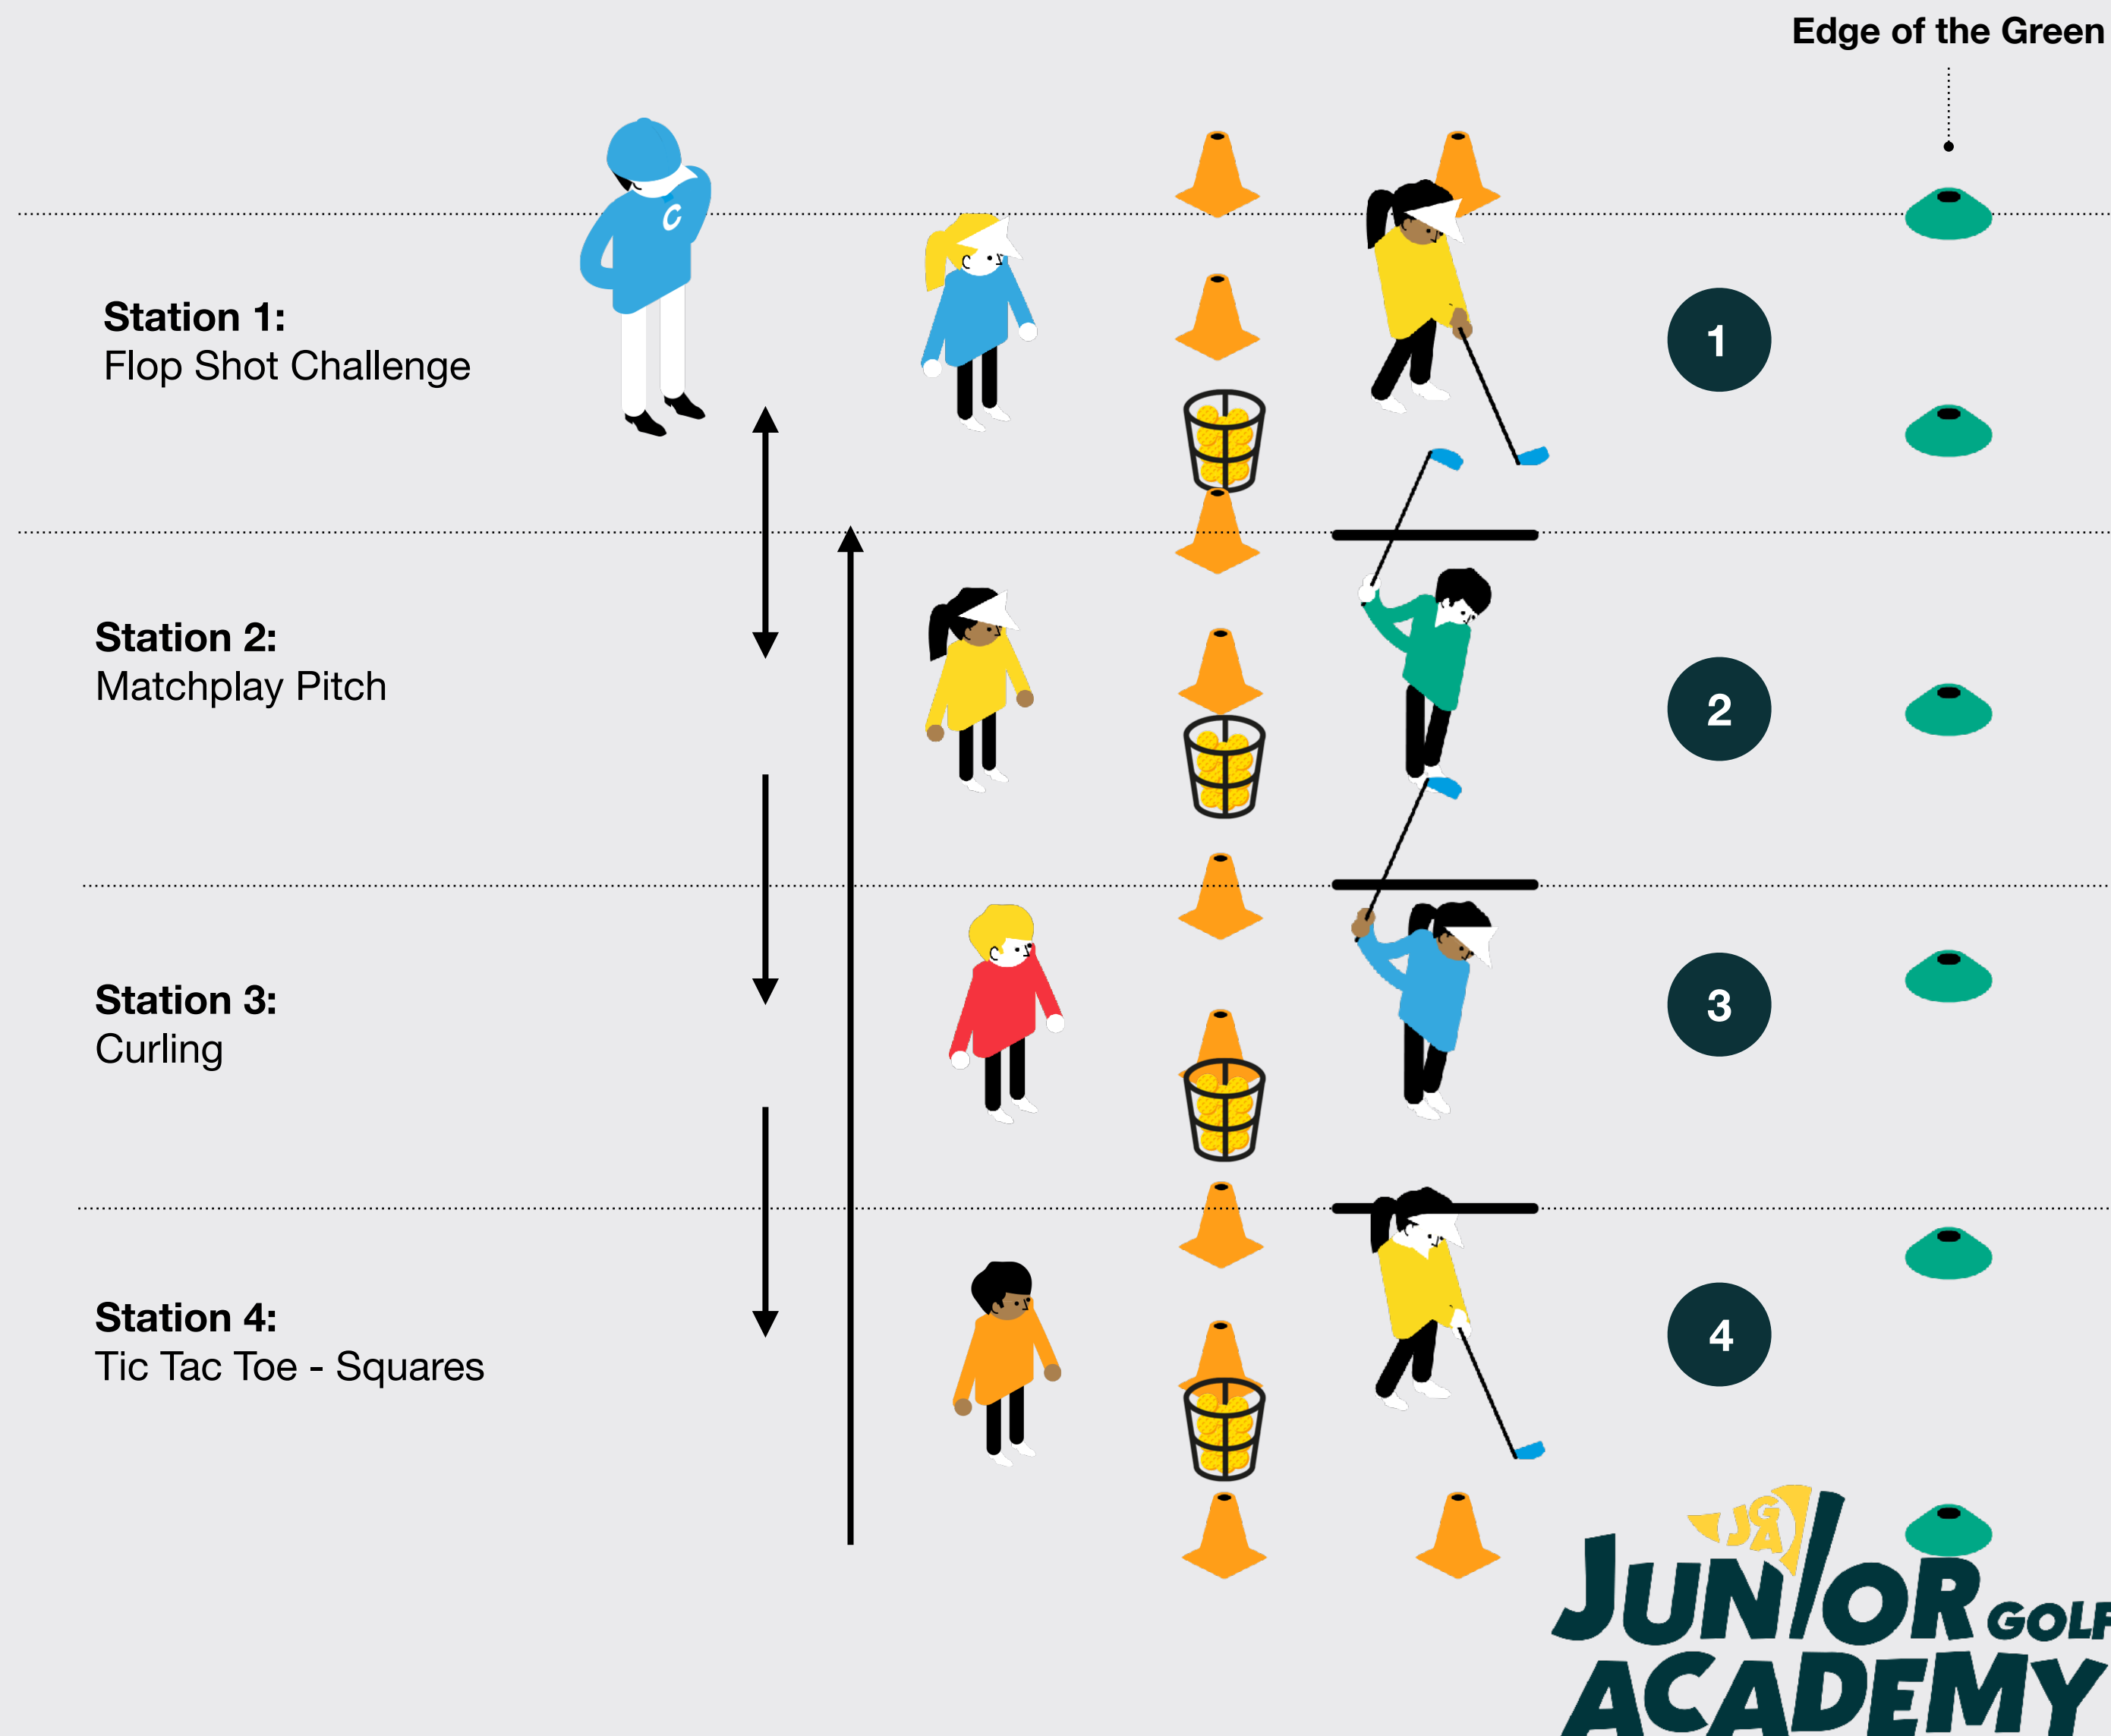 Edge of the Green
C
Station 1:
Flop Shot Challenge
1
Station 2:
Matchplay Pitch
2
Station 3:
Curling
3
Station 4:
Tic Tac Toe - Squares
4
JGA
JUNIOR GOLF
ACADEMY